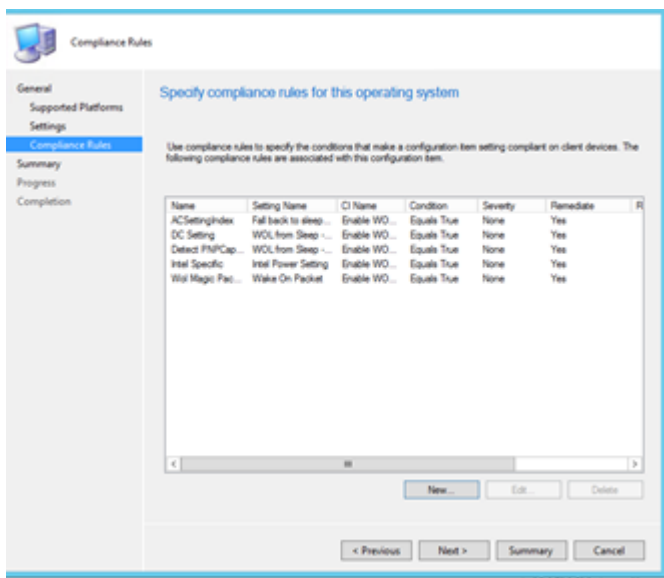 Compliance Rules
General
Supported Platforms
Settings
Compliance Rules
Summary
Progress
Completion
Specify compliance rules for this operating system
Use compliance rules to specify the conditions that make a configuration item setting compliant on client devices. The
following compliance rules are associated with this configuration item.
Name Setting Name CI Name Condition Severity Remediate R
ACSettingIndex Fall back to sleep... Enable WO... Equals True None Yes
DC Setting WOL from Sleep -... Enable WO... Equals True None Yes
Detect PNPCap... WOL from Sleep -... Enable WO... Equals True None Yes
Intel Specific Intel Power Setting Enable WO... Equals True None Yes
Wol Magic Pac... Wake On Packet Enable WO... Equals True None Yes
New... Edit... Delete
< Previous Next > Summary Cancel